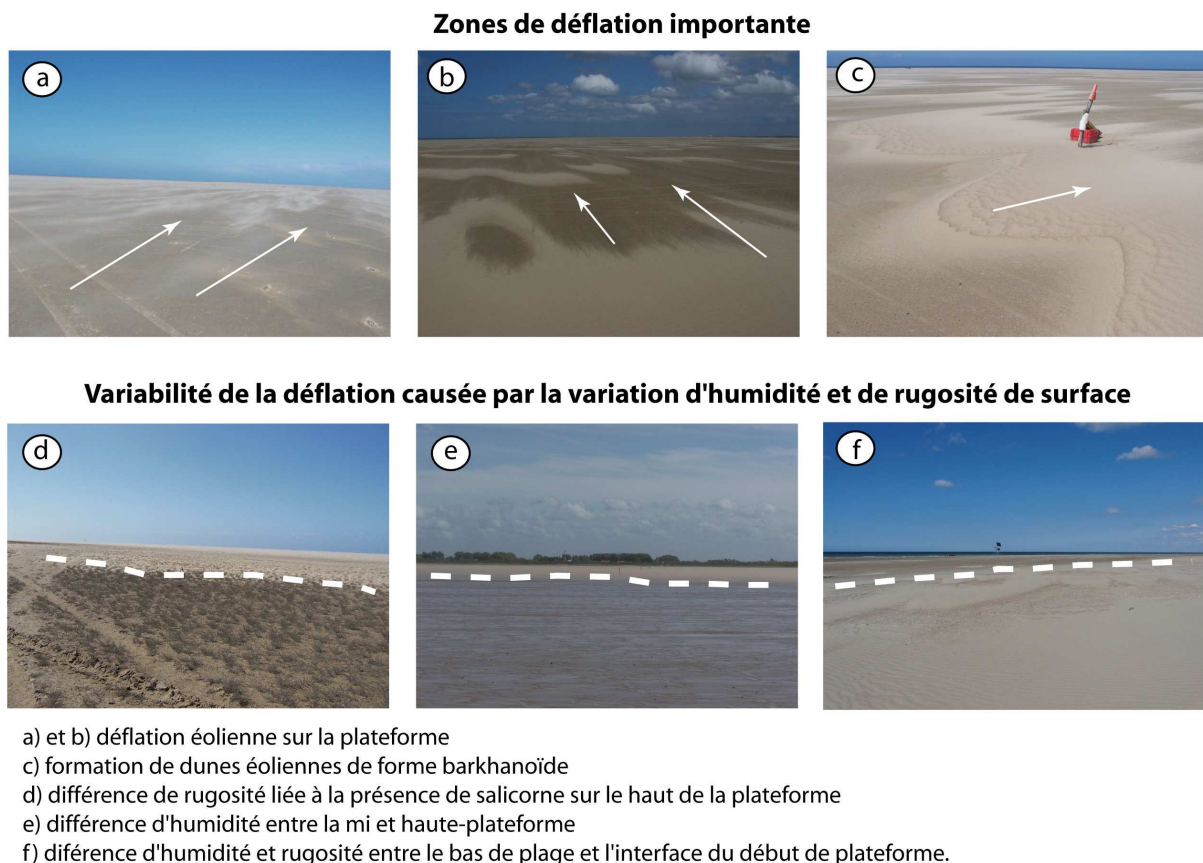 Zones de déflation importante
a
b
c
Variabilité de la déflation causée par la variation d'humidité et de rugosité de surface
d
e
f
a) et b) déflation éolienne sur la plateforme
c) formation de dunes éoliennes de forme barkhanoïde
d) différence de rugosité liée à la présence de salicorne sur le haut de la plateforme
e) différence d'humidité entre la mi et haute-plateforme
f) diférence d'humidité et rugosité entre le bas de plage et l'interface du début de plateforme.